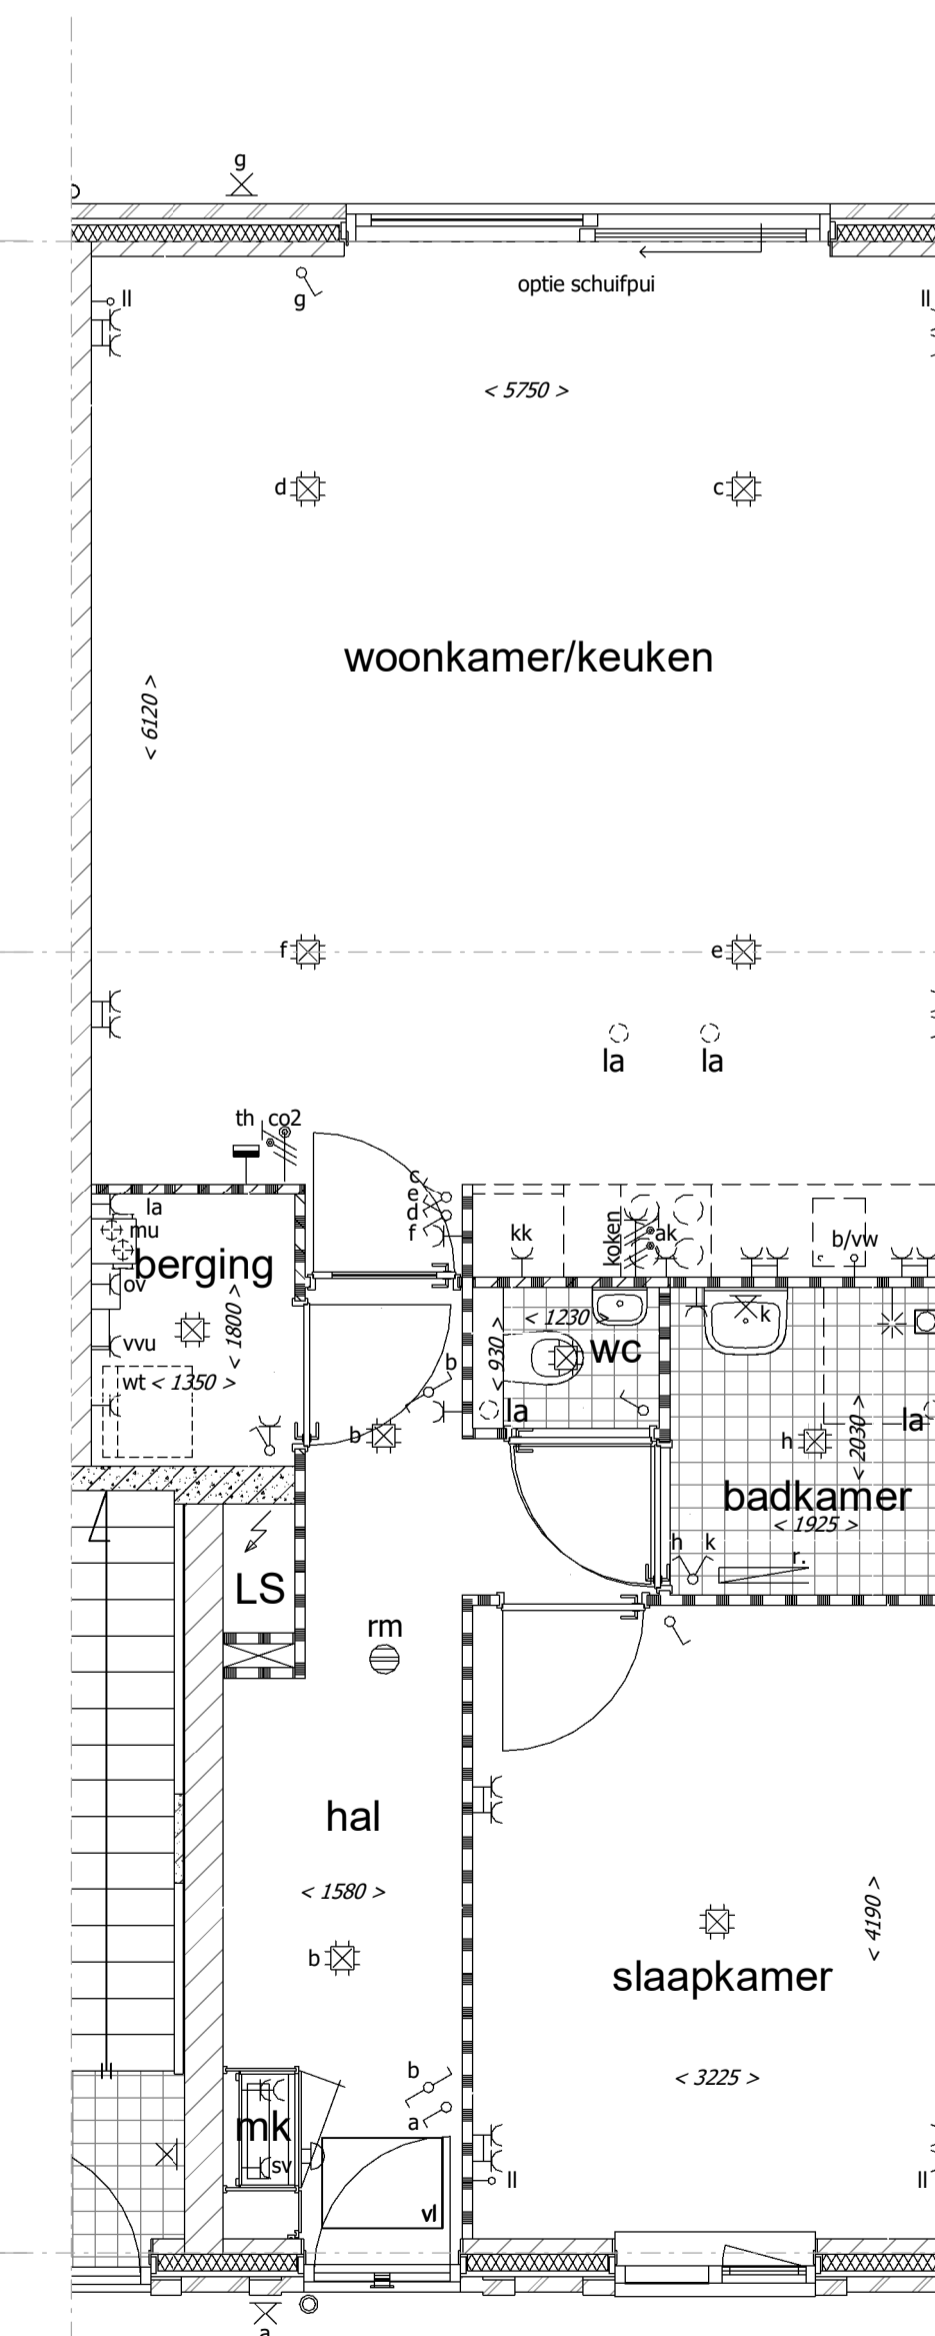 g
g
optie schuifpui
ll
ll
< 5750 >
d
c
woonkamer/keuken
< 6120 >
f
e
la
la
th
co2
c
e
d
f
la
mu
berging
ov
< 1800 >
vvu
wt
< 1350 >
kk
koken
ak
b/vw
< 1230 >
k
< 930 >
wc
b
la
b
la
h
< 2030 >
badkamer
< 1925 >
h
k
r.
LS
rm
hal
< 1580 >
< 4190 >
b
slaapkamer
< 3225 >
b
a
mk
sv
ll
ll
vl
a